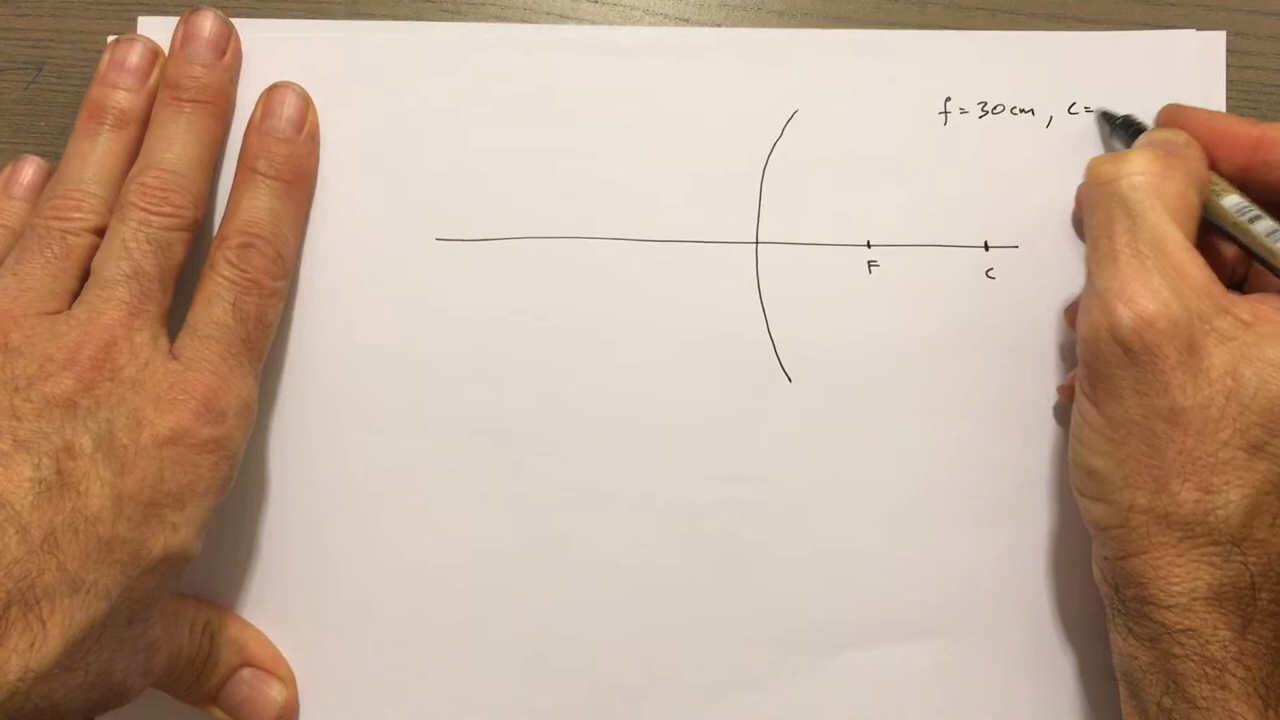 f = 30 cm, C =
F
C